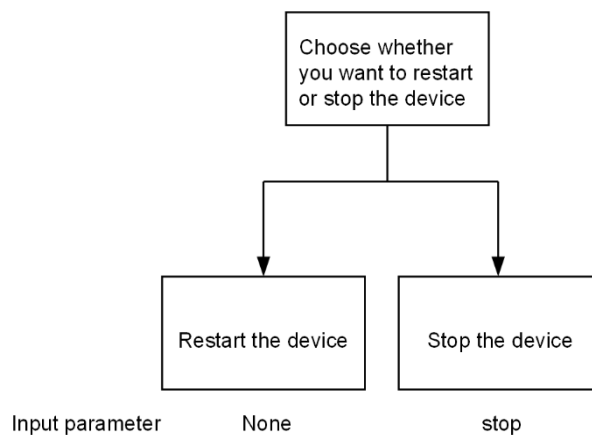 Choose whether
you want to restart
or stop the device
Restart the device
Stop the device
Input parameter
None
stop